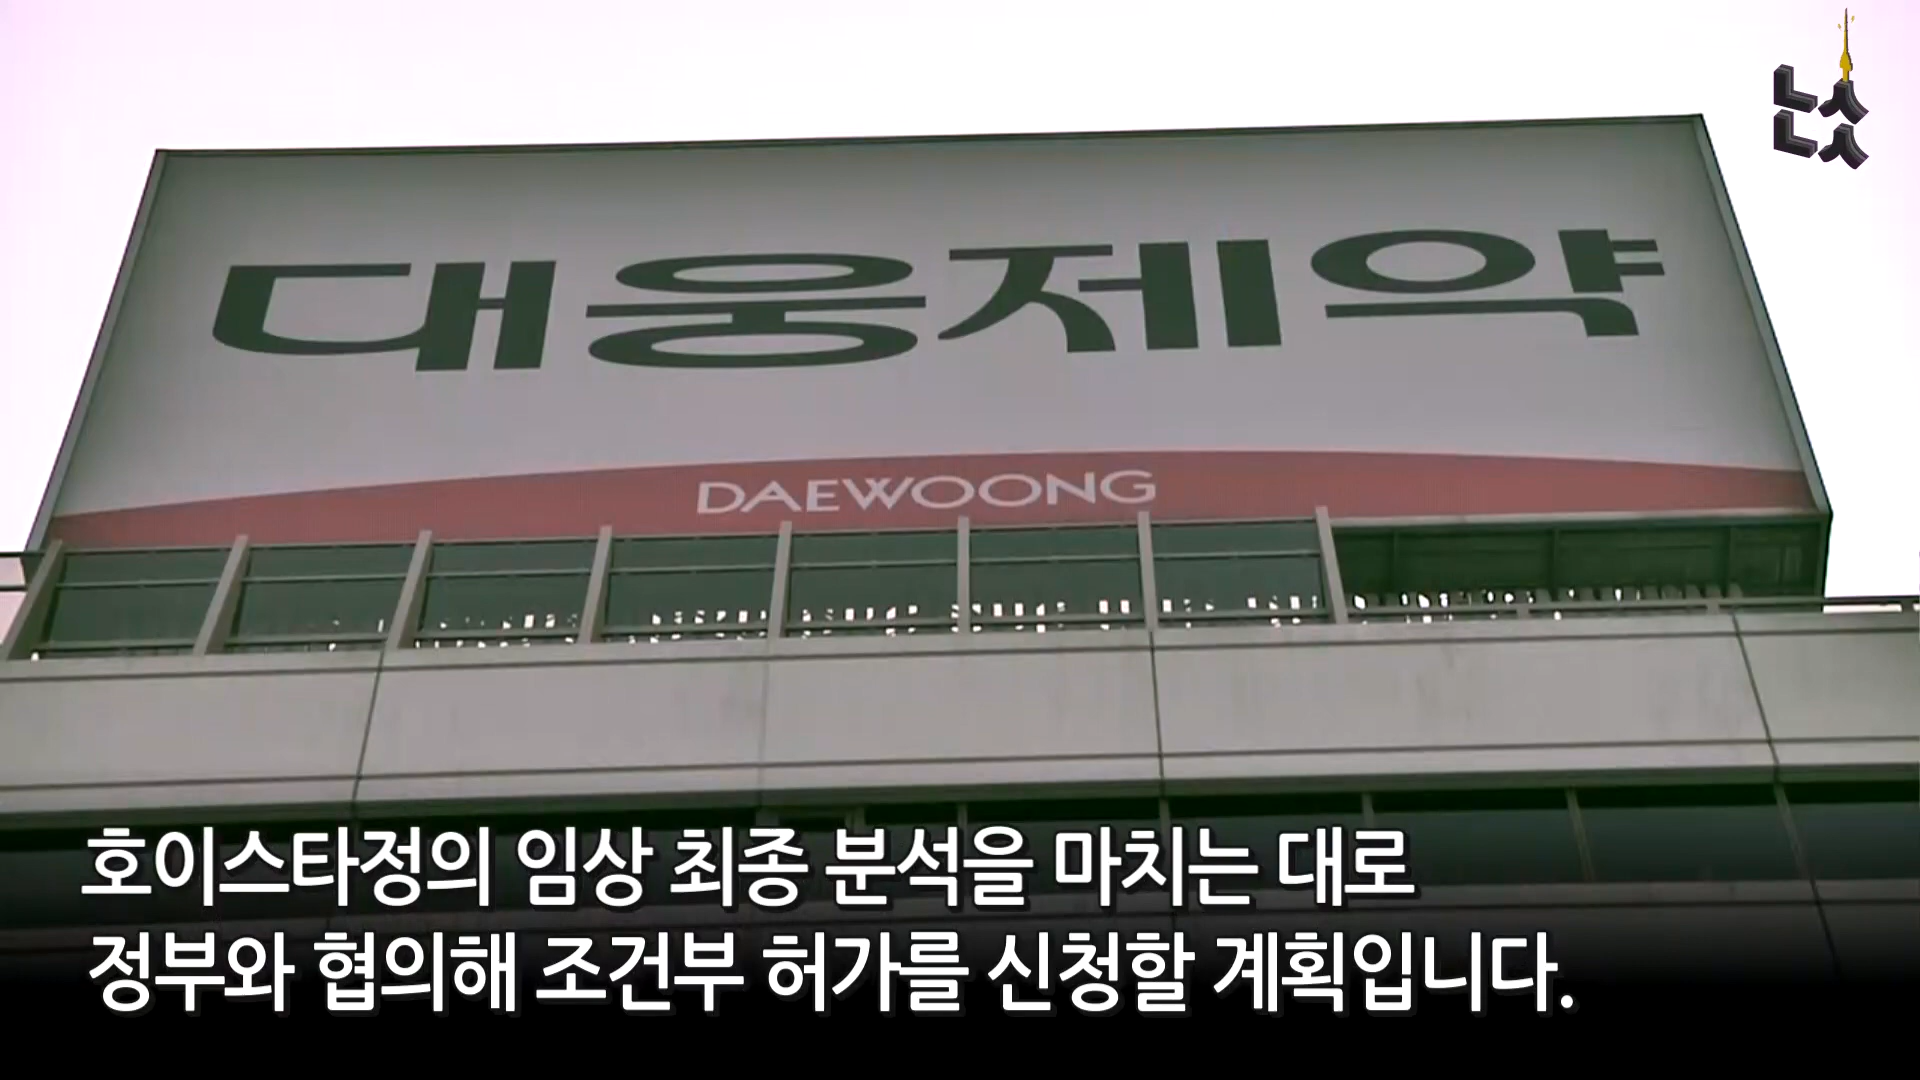 대웅제약
DAEWOONG
호이스타정의 임상 최종 분석을 마치는 대로
정부와 협의해 조건부 허가를 신청할 계획입니다.